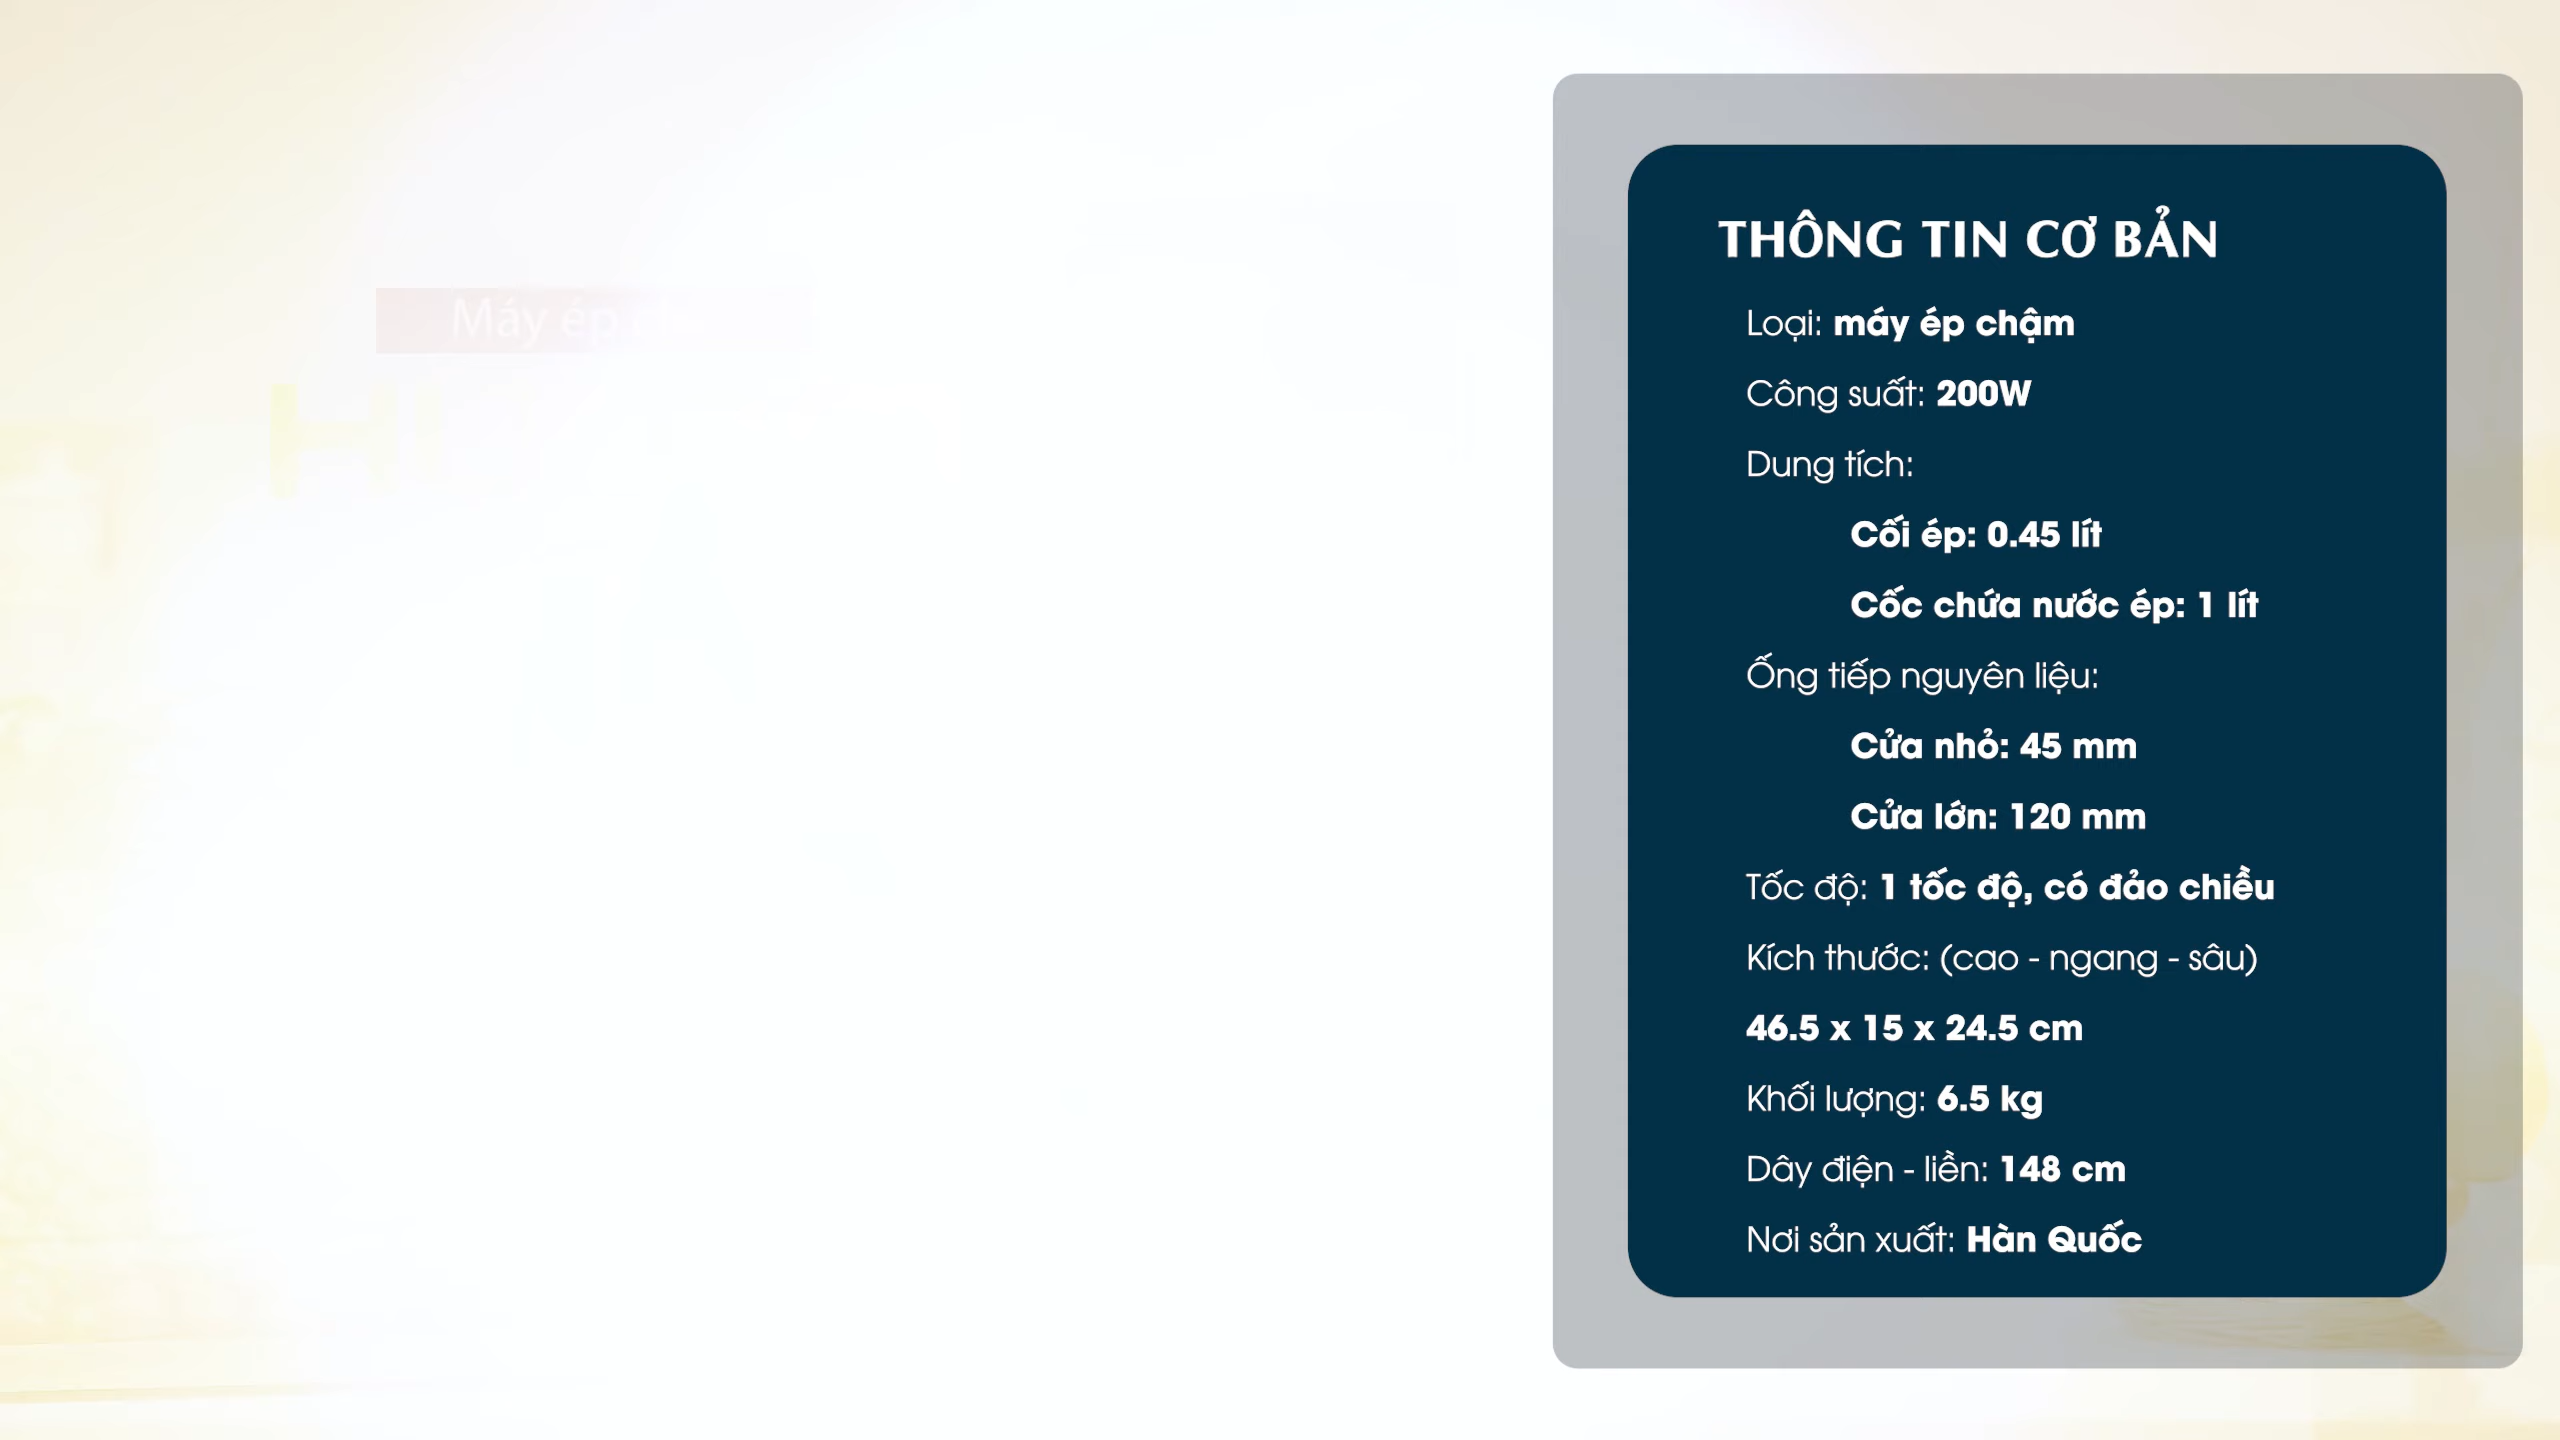 Máy ép
THÔNG TIN CƠ BẢN
Loại: máy ép chậm
Công suất: 200W
Dung tích:
Cối ép: 0.45 lít
Cốc chứa nước ép: 1 lít
Ống tiếp nguyên liệu:
Cửa nhỏ: 45 mm
Cửa lớn: 120 mm
Tốc độ: 1 tốc độ, có đảo chiều
Kích thước: (cao - ngang - sâu)
46.5 x 15 x 24.5 cm
Khối lượng: 6.5 kg
Dây điện - liền: 148 cm
Nơi sản xuất: Hàn Quốc